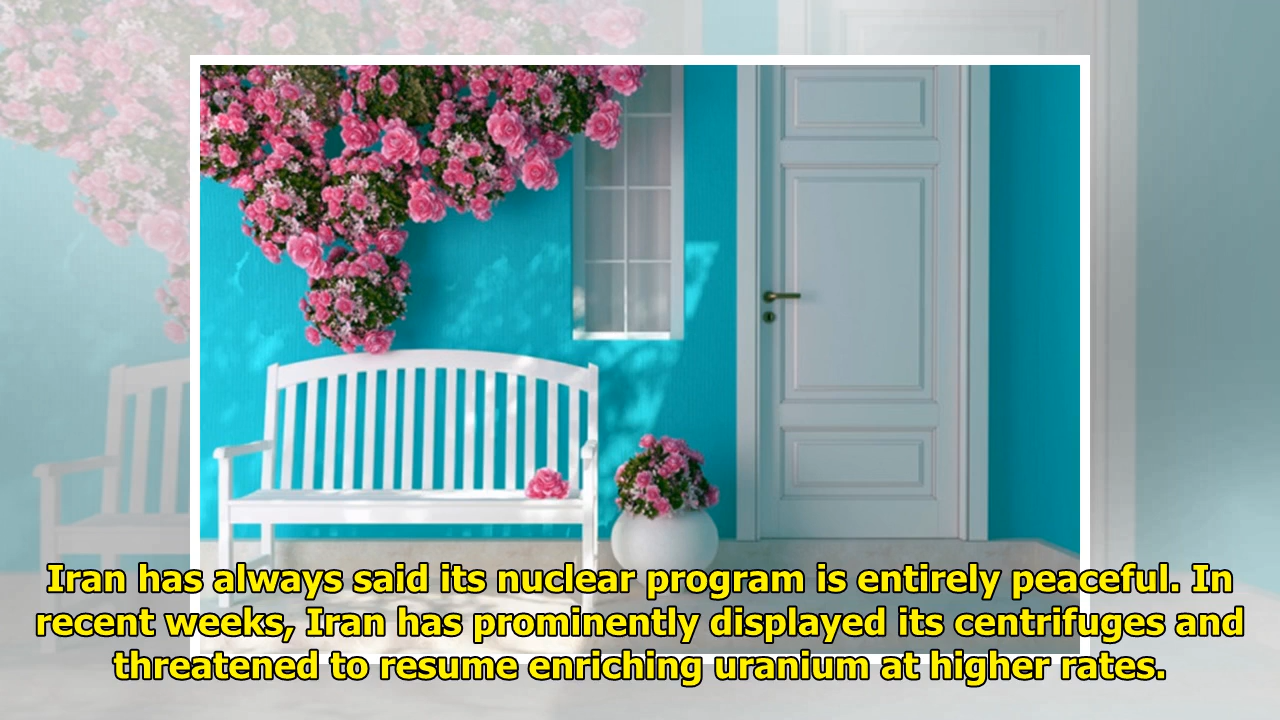 Iran has always said its nuclear program is entirely peaceful. In
recent weeks, Iran has prominently displayed its centrifuges and
threatened to resume enriching uranium at higher rates.